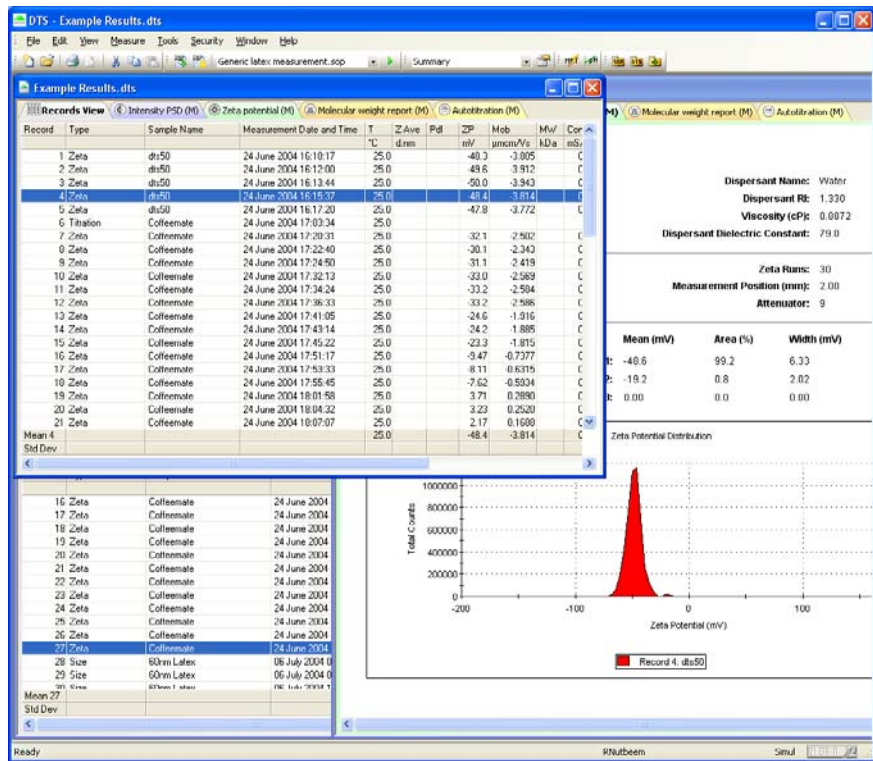 DTS - Example Results.dts
File Edit View Measure Tools Security Window Help
Generic latex measurement.sop Summary
Example Results.dts
Records View Intensity PSD (M) Zeta potential (M) Molecular weight report (M) Autotitration (M)
Molecular weight report (M) Autotitration (M)
Record Type Sample Name Measurement Date and Time T Z-Ave PdI ZP Mob MW
°C d.nm mV µmcm/Vs kDa
1 Zeta dts50 24 June 2004 16:10:17 25.0 -48.3 -3.805
2 Zeta dts50 24 June 2004 16:12:00 25.0 -49.6 -3.912
3 Zeta dts50 24 June 2004 16:13:44 25.0 -50.0 -3.943
4 Zeta dts50 24 June 2004 16:15:37 25.0 -48.4 -3.814
5 Zeta dts50 24 June 2004 16:17:20 25.0 -47.8 -3.772
6 Titration Coffeemate 24 June 2004 17:03:34 25.0
7 Zeta Coffeemate 24 June 2004 17:20:31 25.0 -32.1 -2.502
8 Zeta Coffeemate 24 June 2004 17:22:40 25.0 -30.1 -2.343
9 Zeta Coffeemate 24 June 2004 17:24:50 25.0 -31.1 -2.419
10 Zeta Coffeemate 24 June 2004 17:32:13 25.0 -33.0 -2.569
11 Zeta Coffeemate 24 June 2004 17:34:24 25.0 -33.2 -2.584
12 Zeta Coffeemate 24 June 2004 17:36:33 25.0 -33.2 -2.586
13 Zeta Coffeemate 24 June 2004 17:41:05 25.0 -24.6 -1.916
14 Zeta Coffeemate 24 June 2004 17:43:14 25.0 -24.2 -1.885
15 Zeta Coffeemate 24 June 2004 17:45:22 25.0 -23.3 -1.815
16 Zeta Coffeemate 24 June 2004 17:51:17 25.0 -9.47 -0.7377
17 Zeta Coffeemate 24 June 2004 17:53:33 25.0 -8.11 -0.6315
18 Zeta Coffeemate 24 June 2004 17:55:45 25.0 -7.62 -0.5934
19 Zeta Coffeemate 24 June 2004 18:01:58 25.0 3.71 0.2890
20 Zeta Coffeemate 24 June 2004 18:04:32 25.0 3.23 0.2520
21 Zeta Coffeemate 24 June 2004 18:07:07 25.0 2.17 0.1688
Mean 4 25.0 -48.4 -3.814
Std Dev
Dispersant Name: Water
Dispersant RI: 1.330
Viscosity (cP): 0.8872
Dispersant Dielectric Constant: 79.0
Zeta Runs: 30
Measurement Position (mm): 2.00
Attenuator: 9
Mean (mV) Area (%) Width (mV)
-48.6 99.2 6.33
-19.2 0.8 2.02
0.00 0.0 0.00
Zeta Potential Distribution
Total Counts
1000000
800000
600000
400000
200000
0
-200 -100 0 100
Zeta Potential (mV)
Record 4: dts50
16 Zeta Coffeemate 24 June 2004
17 Zeta Coffeemate 24 June 2004
18 Zeta Coffeemate 24 June 2004
19 Zeta Coffeemate 24 June 2004
20 Zeta Coffeemate 24 June 2004
21 Zeta Coffeemate 24 June 2004
22 Zeta Coffeemate 24 June 2004
23 Zeta Coffeemate 24 June 2004
24 Zeta Coffeemate 24 June 2004
25 Zeta Coffeemate 24 June 2004
26 Zeta Coffeemate 24 June 2004
27 Zeta Coffeemate 24 June 2004
28 Size 60nm Latex 06 July 2004
29 Size 60nm Latex 06 July 2004
Mean 27
Std Dev
Ready RNutbeem Simul